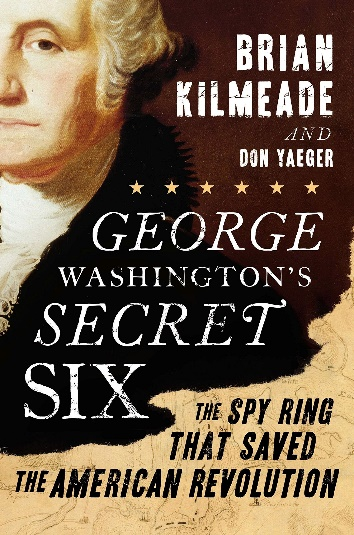 BRIAN
KILMEADE
AND
DON YAEGER
GEORGE
WASHINGTON'S
SECRET
SIX
THE SPY RING
THAT SAVED
THE AMERICAN REVOLUTION